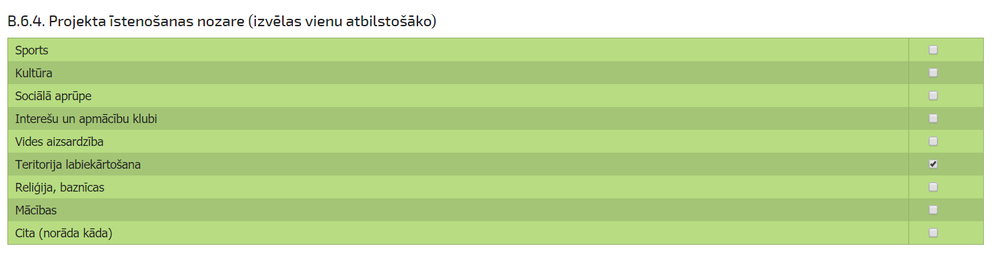 B.6.4. Projekta īstenošanas nozare (izvēlas vienu atbilstošāko)
Sports
Kultūra
Sociālā aprūpe
Interešu un apmācību klubi
Vides aizsardzība
Teritorija labiekārtošana
Reliģija, baznīcas
Mācības
Cita (norāda kāda)